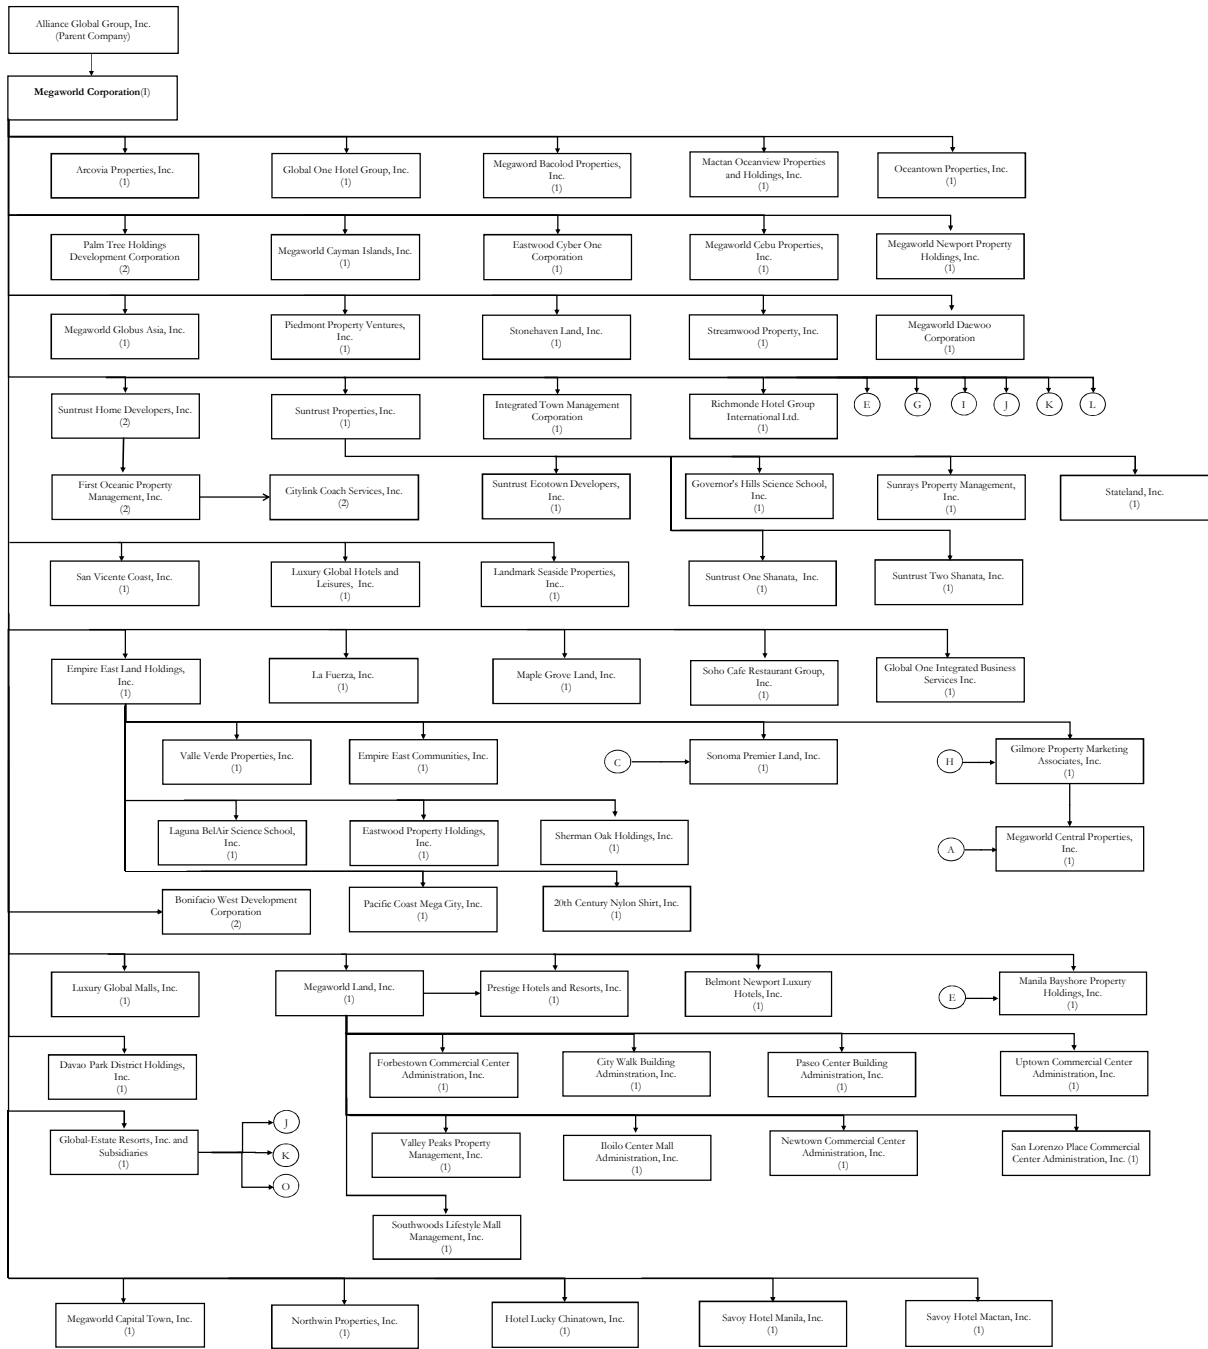 Alliance Global Group, Inc.
(Parent Company)
Megaworld Corporation(1)
Arcovia Properties, Inc.
(1)
Global One Hotel Group, Inc.
(1)
Megaword Bacolod Properties,
Inc.
(1)
Mactan Oceanview Properties
and Holdings, Inc.
(1)
Oceantown Properties, Inc.
(1)
Palm Tree Holdings
Development Corporation
(2)
Megaworld Cayman Islands, Inc.
(1)
Eastwood Cyber One
Corporation
(1)
Megaworld Cebu Properties,
Inc.
(1)
Megaworld Newport Property
Holdings, Inc.
(1)
Megaworld Globus Asia, Inc.
(1)
Piedmont Property Ventures,
Inc.
(1)
Stonehaven Land, Inc.
(1)
Streamwood Property, Inc.
(1)
Megaworld Daewoo
Corporation
(1)
Suntrust Home Developers, Inc.
(2)
Suntrust Properties, Inc.
(1)
Integrated Town Management
Corporation
(1)
Richmonde Hotel Group
International Ltd.
(1)
E
G
I
J
K
L
First Oceanic Property
Management, Inc.
(2)
Citylink Coach Services, Inc.
(2)
Suntrust Ecotown Developers,
Inc.
(1)
Governor's Hills Science School,
Inc.
(1)
Sunrays Property Management,
Inc.
(1)
Stateland, Inc.
(1)
San Vicente Coast, Inc.
(1)
Luxury Global Hotels and
Leisures, Inc.
(1)
Landmark Seaside Properties,
Inc..
(1)
Suntrust One Shanata, Inc.
(1)
Suntrust Two Shanata, Inc.
(1)
Empire East Land Holdings,
Inc.
(1)
La Fuerza, Inc.
(1)
Maple Grove Land, Inc.
(1)
Soho Cafe Restaurant Group,
Inc.
(1)
Global One Integrated Business
Services Inc.
(1)
Valle Verde Properties, Inc.
(1)
Empire East Communities, Inc.
(1)
C
Sonoma Premier Land, Inc.
(1)
H
Gilmore Property Marketing
Associates, Inc.
(1)
Laguna BelAir Science School,
Inc.
(1)
Eastwood Property Holdings,
Inc.
(1)
Sherman Oak Holdings, Inc.
(1)
A
Megaworld Central Properties,
Inc.
(1)
Bonifacio West Development
Corporation
(2)
Pacific Coast Mega City, Inc.
(1)
20th Century Nylon Shirt, Inc.
(1)
Luxury Global Malls, Inc.
(1)
Megaworld Land, Inc.
(1)
Prestige Hotels and Resorts, Inc.
(1)
Belmont Newport Luxury
Hotels, Inc.
(1)
E
Manila Bayshore Property
Holdings, Inc.
(1)
Davao Park District Holdings,
Inc.
(1)
Forbestown Commercial Center
Administration, Inc.
(1)
City Walk Building
Adminstration, Inc.
(1)
Paseo Center Building
Administration, Inc.
(1)
Uptown Commercial Center
Administration, Inc.
(1)
Global-Estate Resorts, Inc. and
Subsidiaries
(1)
J
K
O
Valley Peaks Property
Management, Inc.
(1)
Iloilo Center Mall
Administration, Inc.
(1)
Newtown Commercial Center
Administration, Inc.
(1)
San Lorenzo Place Commercial
Center Administration, Inc. (1)
Southwoods Lifestyle Mall
Management, Inc.
(1)
Megaworld Capital Town, Inc.
(1)
Northwin Properties, Inc.
(1)
Hotel Lucky Chinatown, Inc.
(1)
Savoy Hotel Manila, Inc.
(1)
Savoy Hotel Mactan, Inc.
(1)